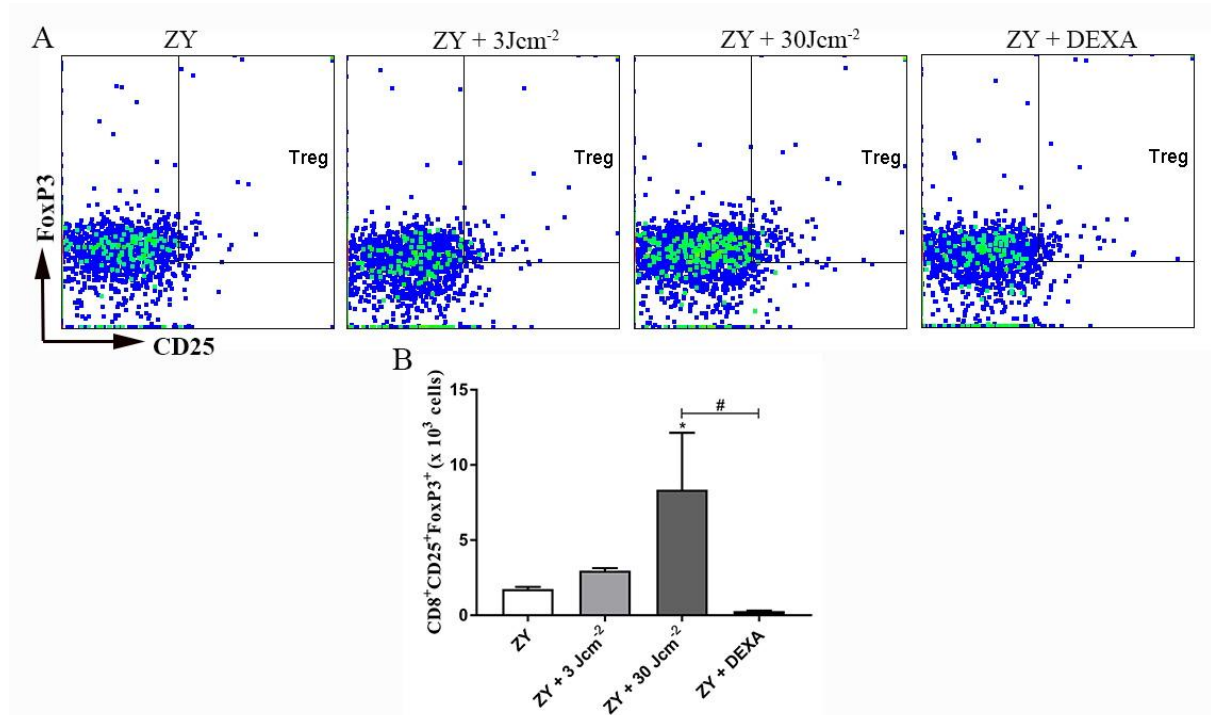 A
ZY
ZY + 3Jcm⁻²
ZY + 30Jcm⁻²
ZY + DEXA
Treg
Treg
Treg
Treg
FoxP3
CD25
B
CD8⁺CD25⁺FoxP3⁺ (x 10³ cells)
15
10
5
0
#
*
ZY
ZY + 3 Jcm⁻²
ZY + 30 Jcm⁻²
ZY + DEXA